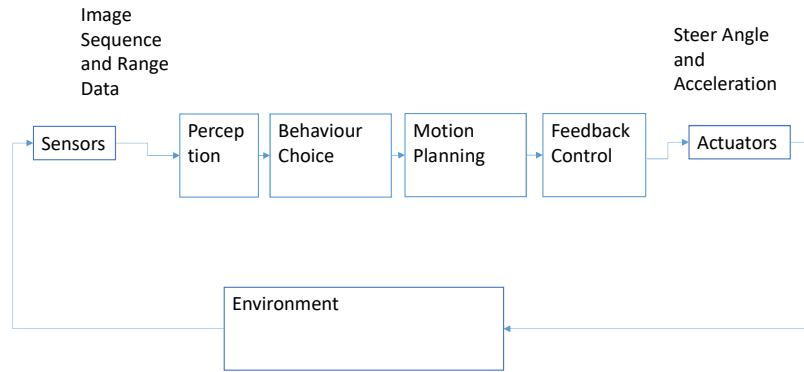 Image
Sequence
and Range
Data
Steer Angle
and
Acceleration
Sensors
Percep
tion
Behaviour
Choice
Motion
Planning
Feedback
Control
Actuators
Environment